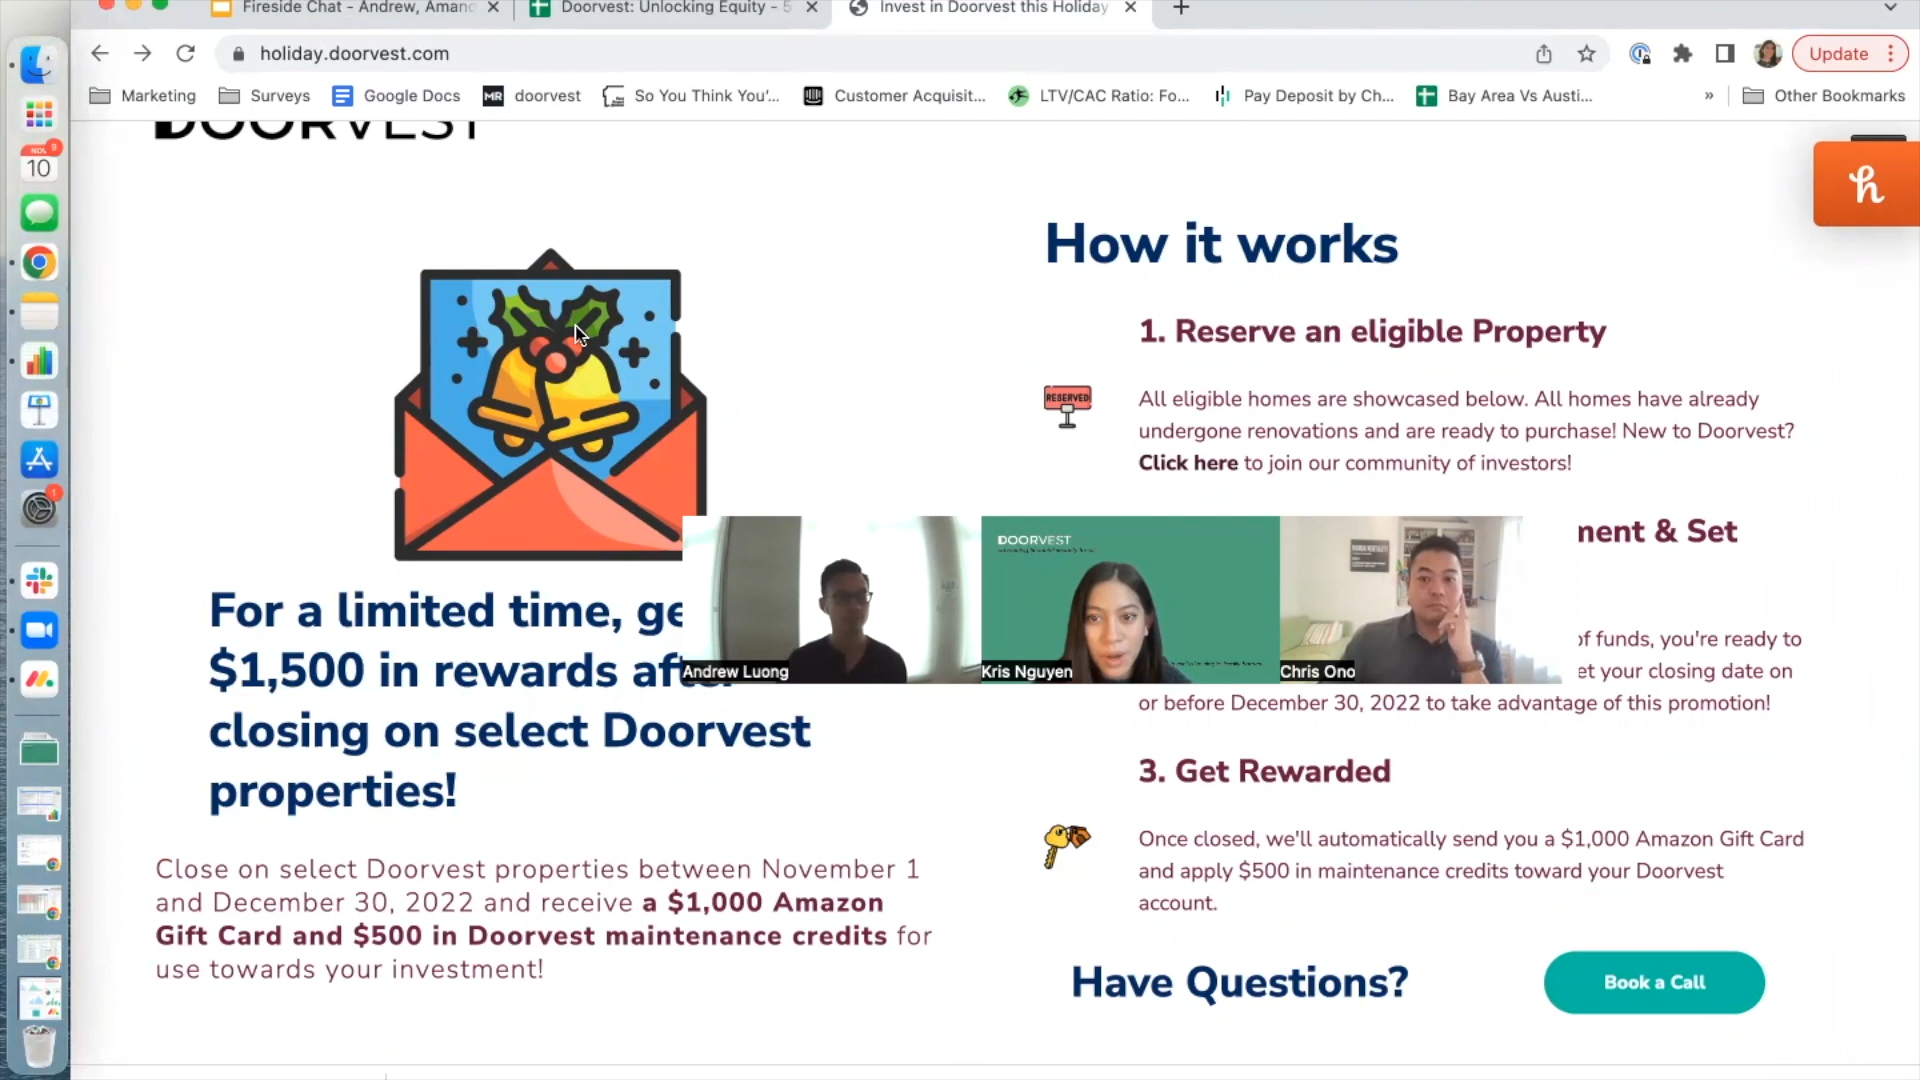 Fireside Chat - Andrew, Aman
Doorvest: Unlocking Equity - 5
Invest in Doorvest this Holiday
holiday.doorvest.com
Update
Marketing
Surveys
Google Docs
MR
doorvest
So You Think You'...
Customer Acquisit...
LTV/CAC Ratio: Fo...
Pay Deposit by Ch...
Bay Area Vs Austi...
»
Other Bookmarks
NOV
9
10
1
DOORVEST
h
For a limited time, ge
$1,500 in rewards after
closing on select Doorvest
properties!
Close on select Doorvest properties between November 1
and December 30, 2022 and receive a $1,000 Amazon
Gift Card and $500 in Doorvest maintenance credits for
use towards your investment!
How it works
1. Reserve an eligible Property
RESERVED
All eligible homes are showcased below. All homes have already
undergone renovations and are ready to purchase! New to Doorvest?
Click here to join our community of investors!
ment & Set
of funds, you're ready to
et your closing date on
or before December 30, 2022 to take advantage of this promotion!
DOORVEST
Andrew Luong
Kris Nguyen
Chris Ono
3. Get Rewarded
Once closed, we'll automatically send you a $1,000 Amazon Gift Card
and apply $500 in maintenance credits toward your Doorvest
account.
Have Questions?
Book a Call